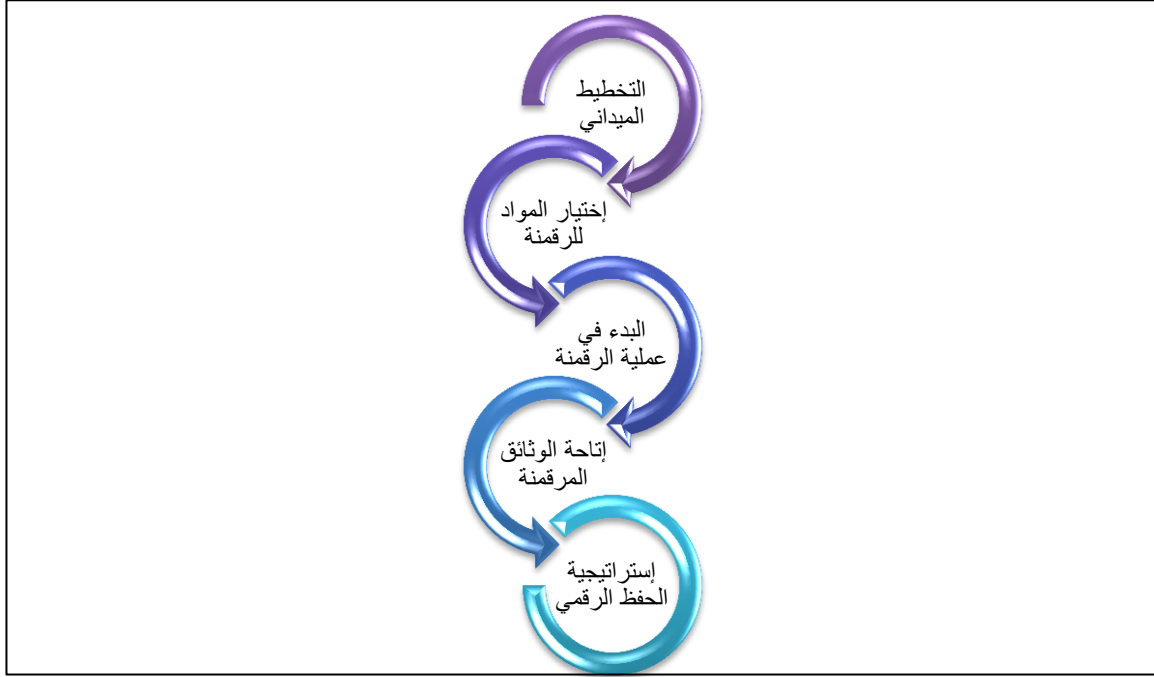 التخطيط
الميداني
إختيار المواد
للرقمنة
البدء في
عملية الرقمنة
إتاحة الوثائق
المرقمنة
إستراتيجية
الحفظ الرقمي